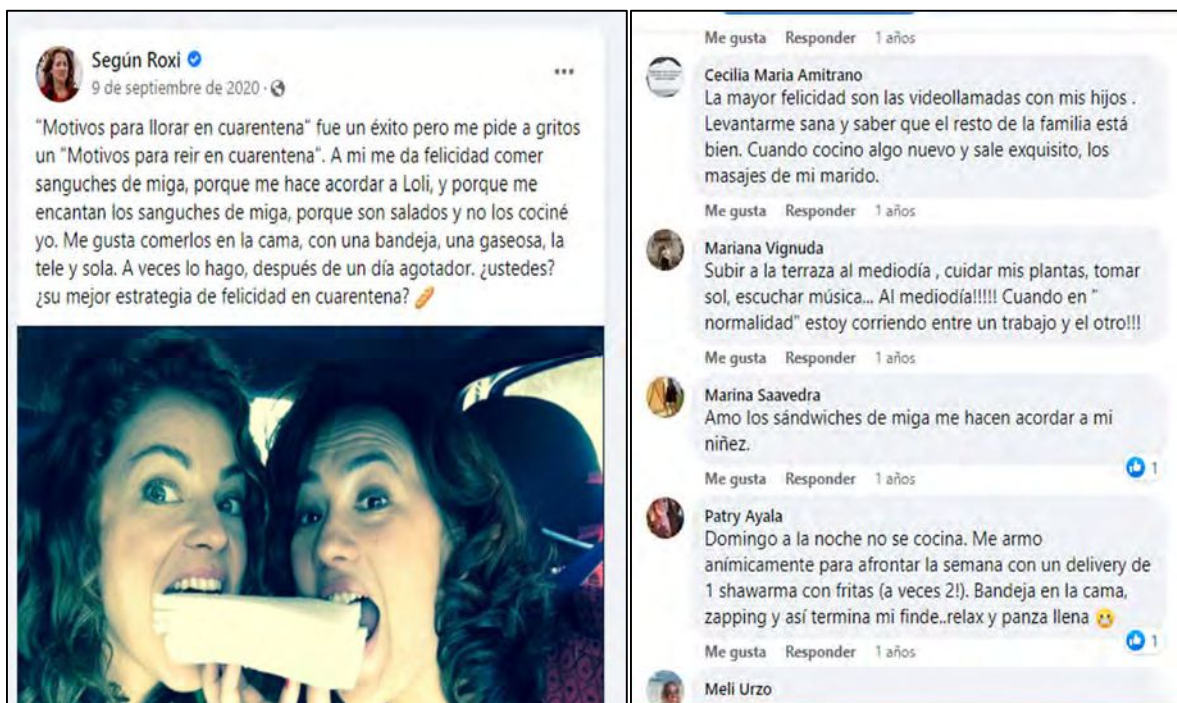 Según Roxi
9 de septiembre de 2020 ·
"Motivos para llorar en cuarentena" fue un éxito pero me pide a gritos
un "Motivos para reir en cuarentena". A mi me da felicidad comer
sanguches de miga, porque me hace acordar a Loli, y porque me
encantan los sanguches de miga, porque son salados y no los cociné
yo. Me gusta comerlos en la cama, con una bandeja, una gaseosa, la
tele y sola. A veces lo hago, después de un día agotador. ¿ustedes?
¿su mejor estrategia de felicidad en cuarentena? 🥖
Me gusta Responder 1 años
Cecilia Maria Amitrano
La mayor felicidad son las videollamadas con mis hijos .
Levantarme sana y saber que el resto de la familia está
bien. Cuando cocino algo nuevo y sale exquisito, los
masajes de mi marido.
Me gusta Responder 1 años
Mariana Vignuda
Subir a la terraza al mediodía , cuidar mis plantas, tomar
sol, escuchar música... Al mediodía!!!!! Cuando en "
normalidad" estoy corriendo entre un trabajo y el otro!!!
Me gusta Responder 1 años
Marina Saavedra
Amo los sándwiches de miga me hacen acordar a mi
niñez.
1
Me gusta Responder 1 años
Patry Ayala
Domingo a la noche no se cocina. Me armo
anímicamente para afrontar la semana con un delivery de
1 shawarma con fritas (a veces 2!). Bandeja en la cama,
zapping y así termina mi finde..relax y panza llena 😬
1
Me gusta Responder 1 años
Meli Urzo